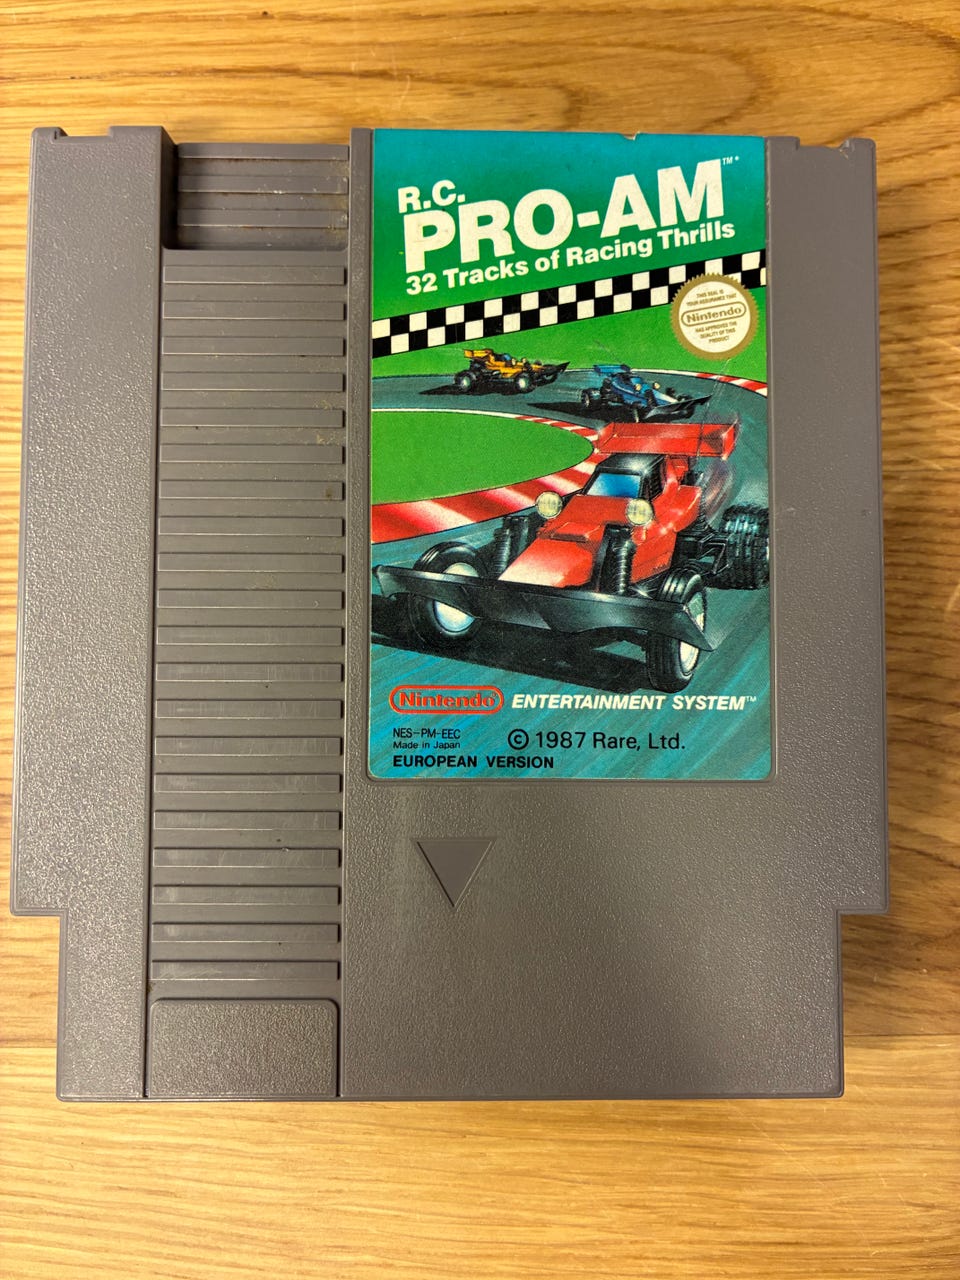 R.C.
PRO-AM™
32 Tracks of Racing Thrills
THIS SEAL IS
YOUR ASSURANCE THAT
Nintendo
HAS APPROVED THE
QUALITY OF THIS
PRODUCT
Nintendo® ENTERTAINMENT SYSTEM™
NES-PM-EEC
Made in Japan
© 1987 Rare, Ltd.
EUROPEAN VERSION